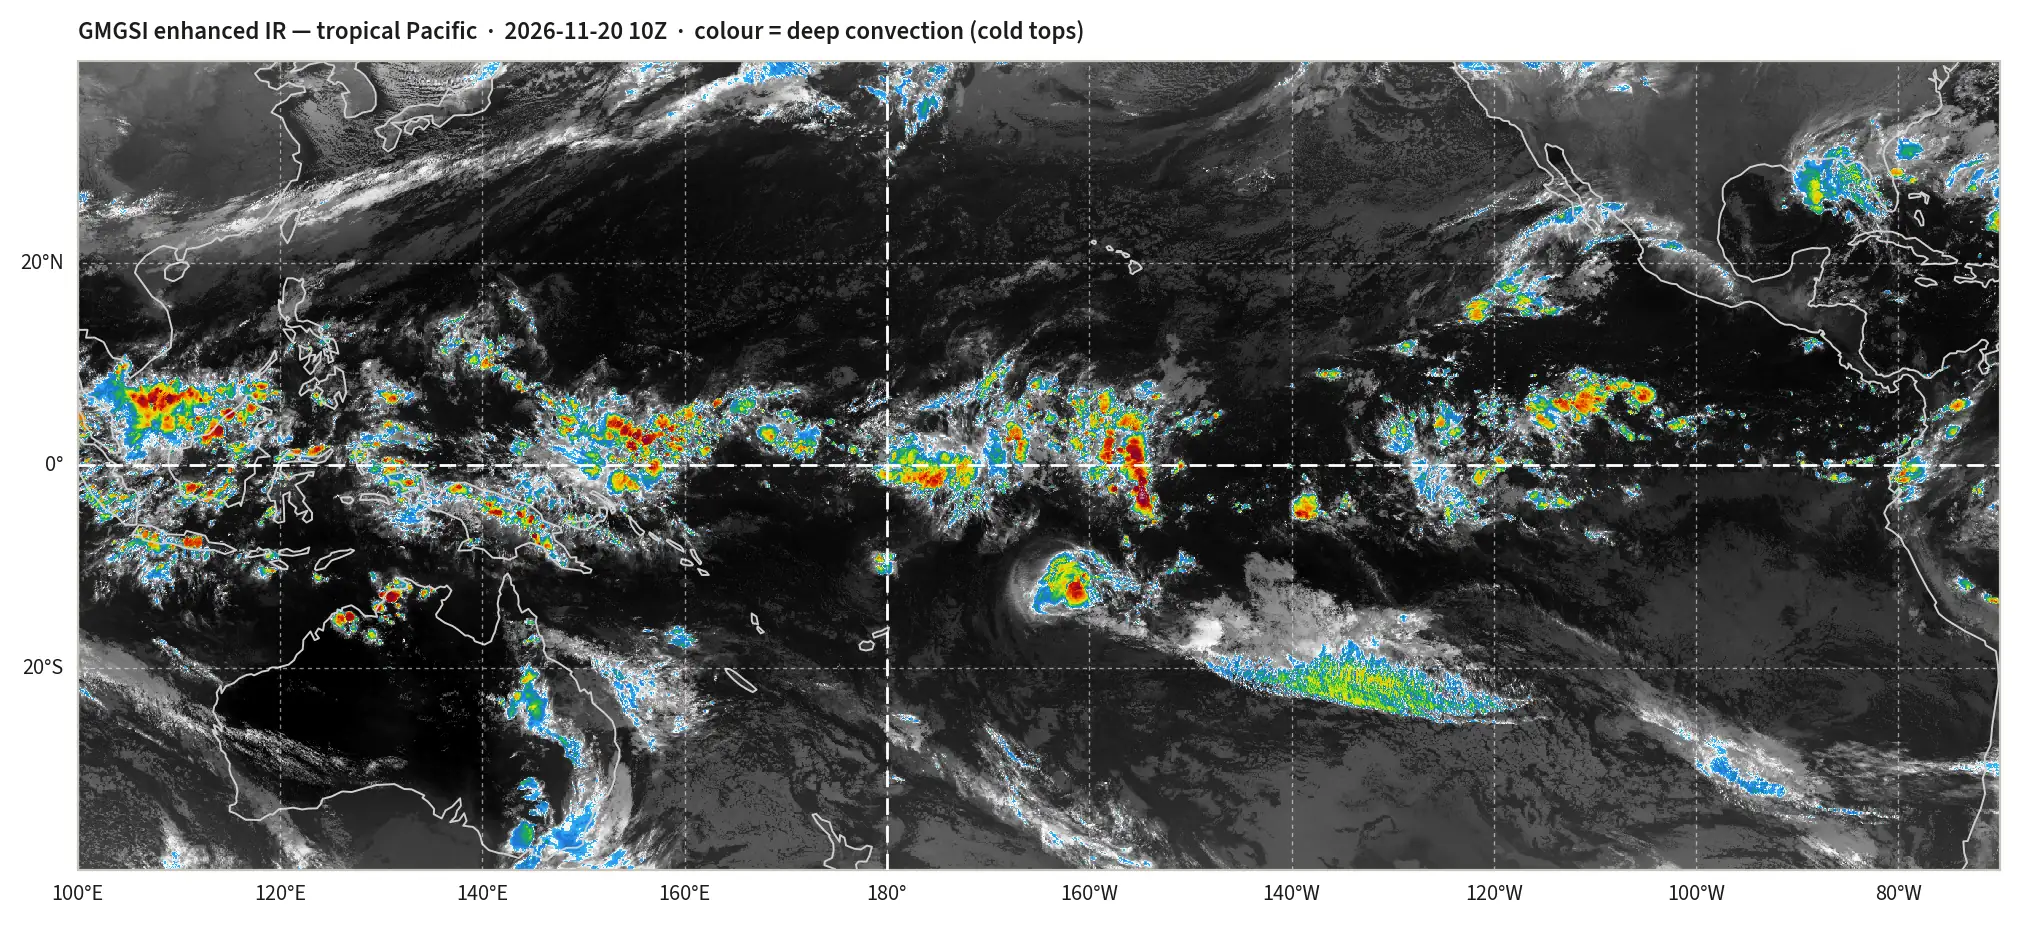 GMGSI enhanced IR — tropical Pacific · 2026-11-20 10Z · colour = deep convection (cold tops)
20°N
0°
20°S
100°E 120°E 140°E 160°E 180° 160°W 140°W 120°W 100°W 80°W